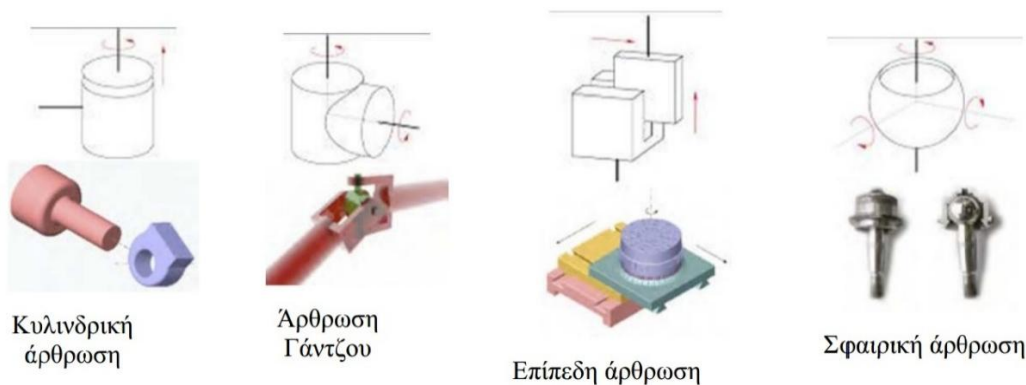 Κυλινδρική
άρθρωση
Άρθρωση
Γάντζου
Επίπεδη άρθρωση
Σφαιρική άρθρωση